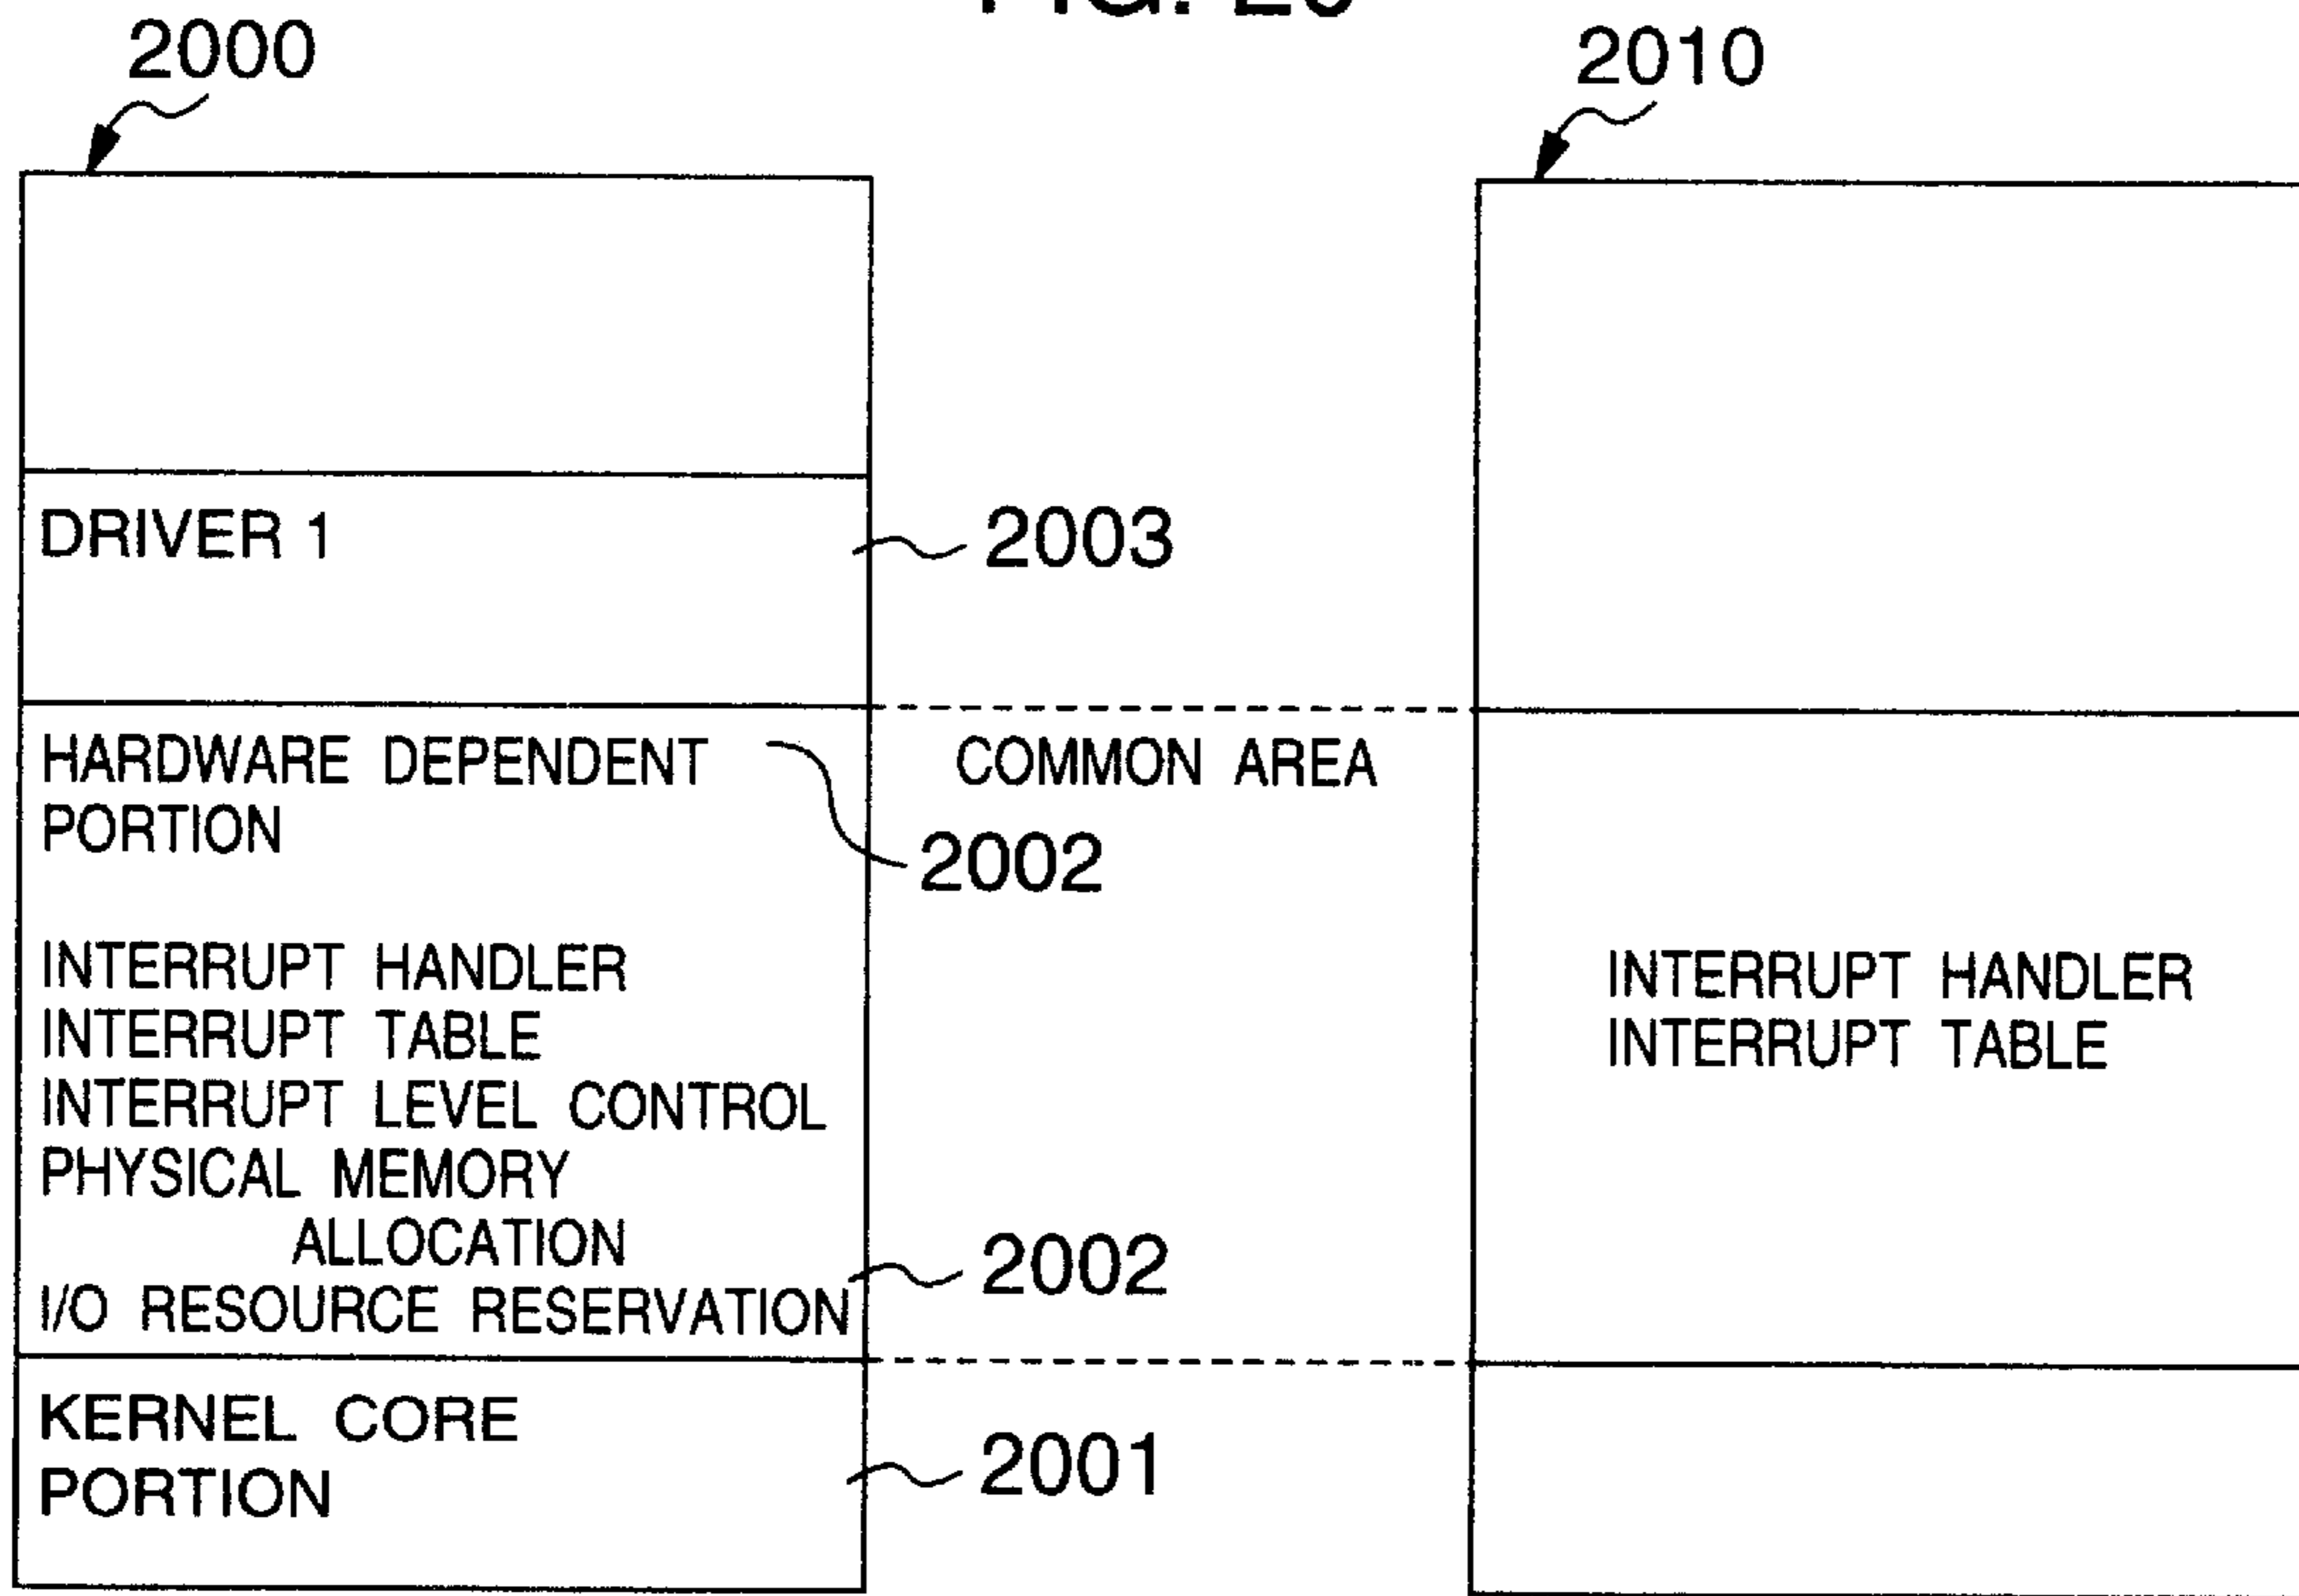 FIG.
2000
2010
DRIVER 1
2003
HARDWARE DEPENDENT
PORTION
2002
COMMON AREA
INTERRUPT HANDLER
INTERRUPT TABLE
INTERRUPT LEVEL CONTROL
PHYSICAL MEMORY
ALLOCATION
I/O RESOURCE RESERVATION
2002
INTERRUPT HANDLER
INTERRUPT TABLE
KERNEL CORE
PORTION
2001